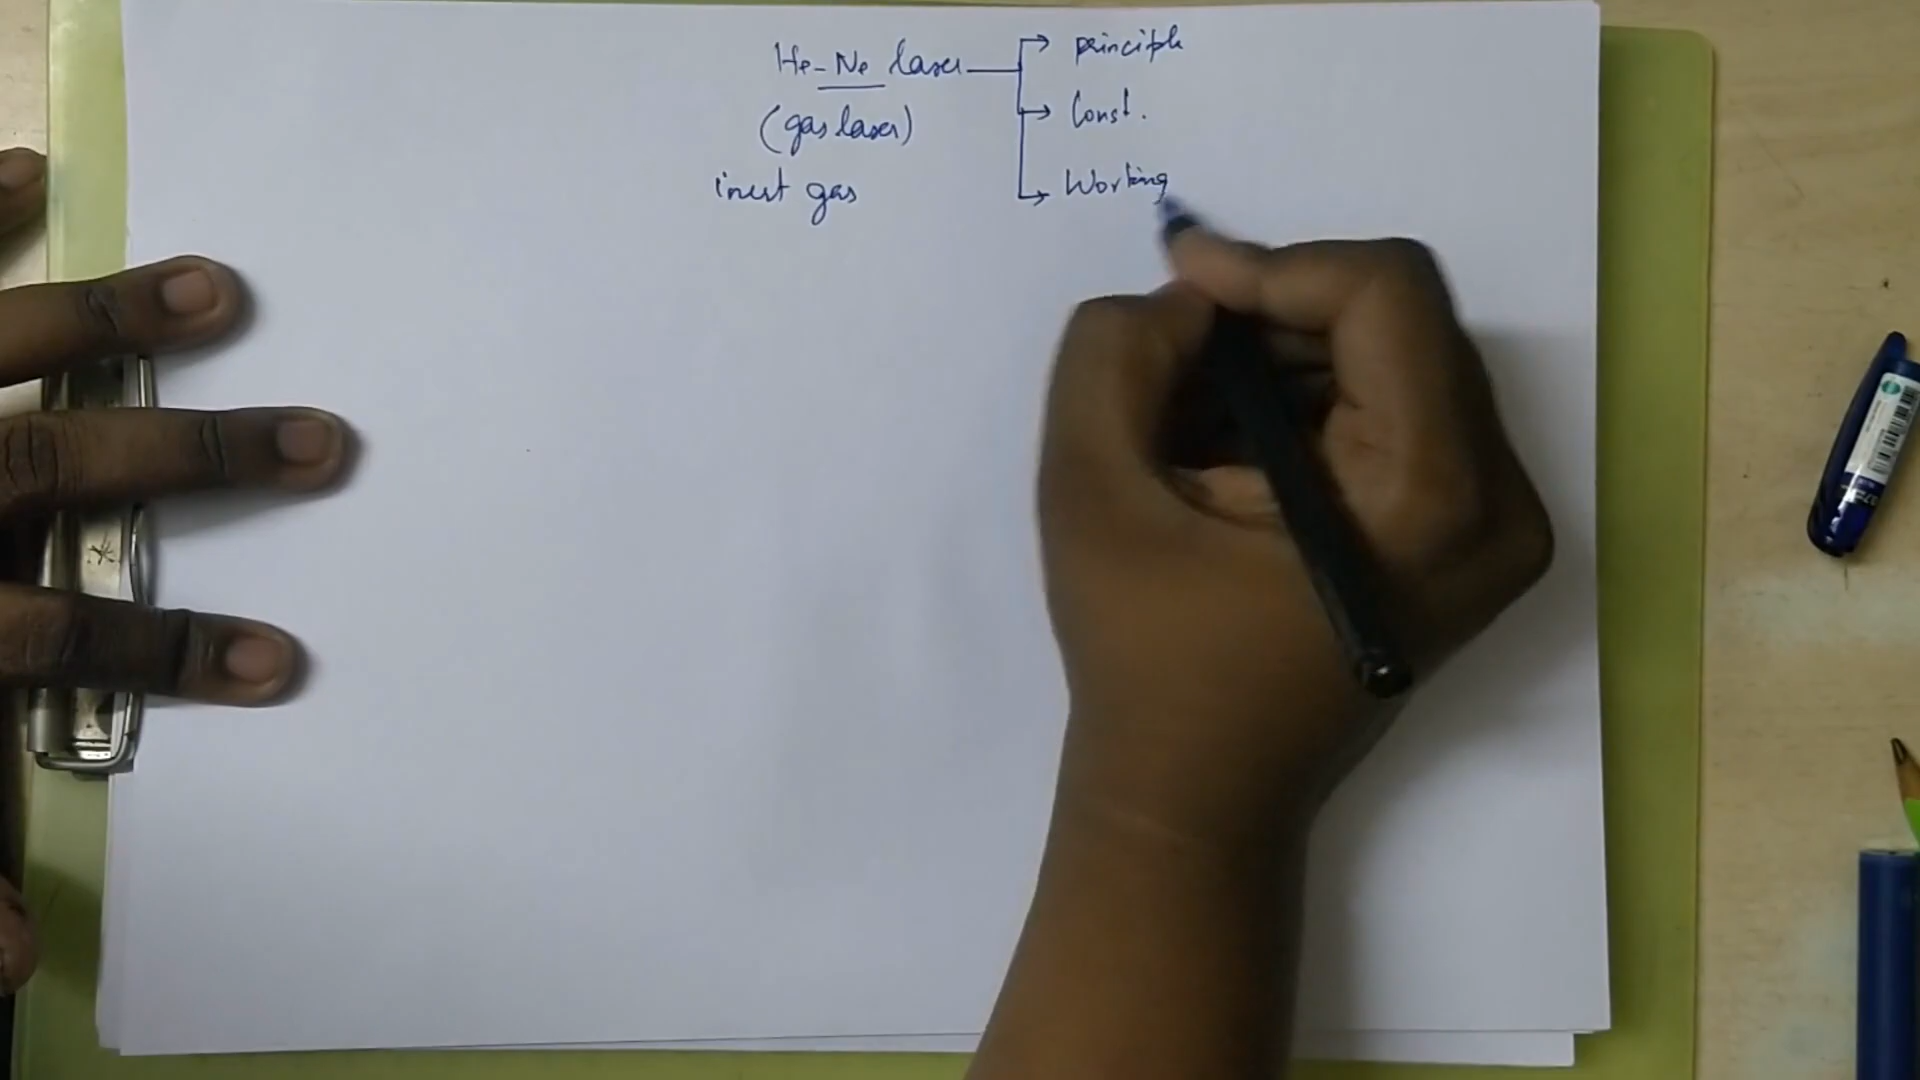 He-Ne laser
(gas laser)
inert gas
principle
Const.
Working